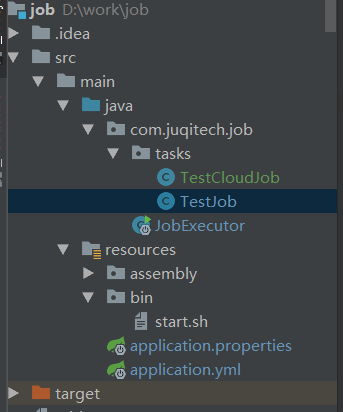 job D:\work\job
.idea
src
main
java
com.juqitech.job
tasks
TestCloudJob
TestJob
JobExecutor
resources
assembly
bin
start.sh
application.properties
application.yml
target